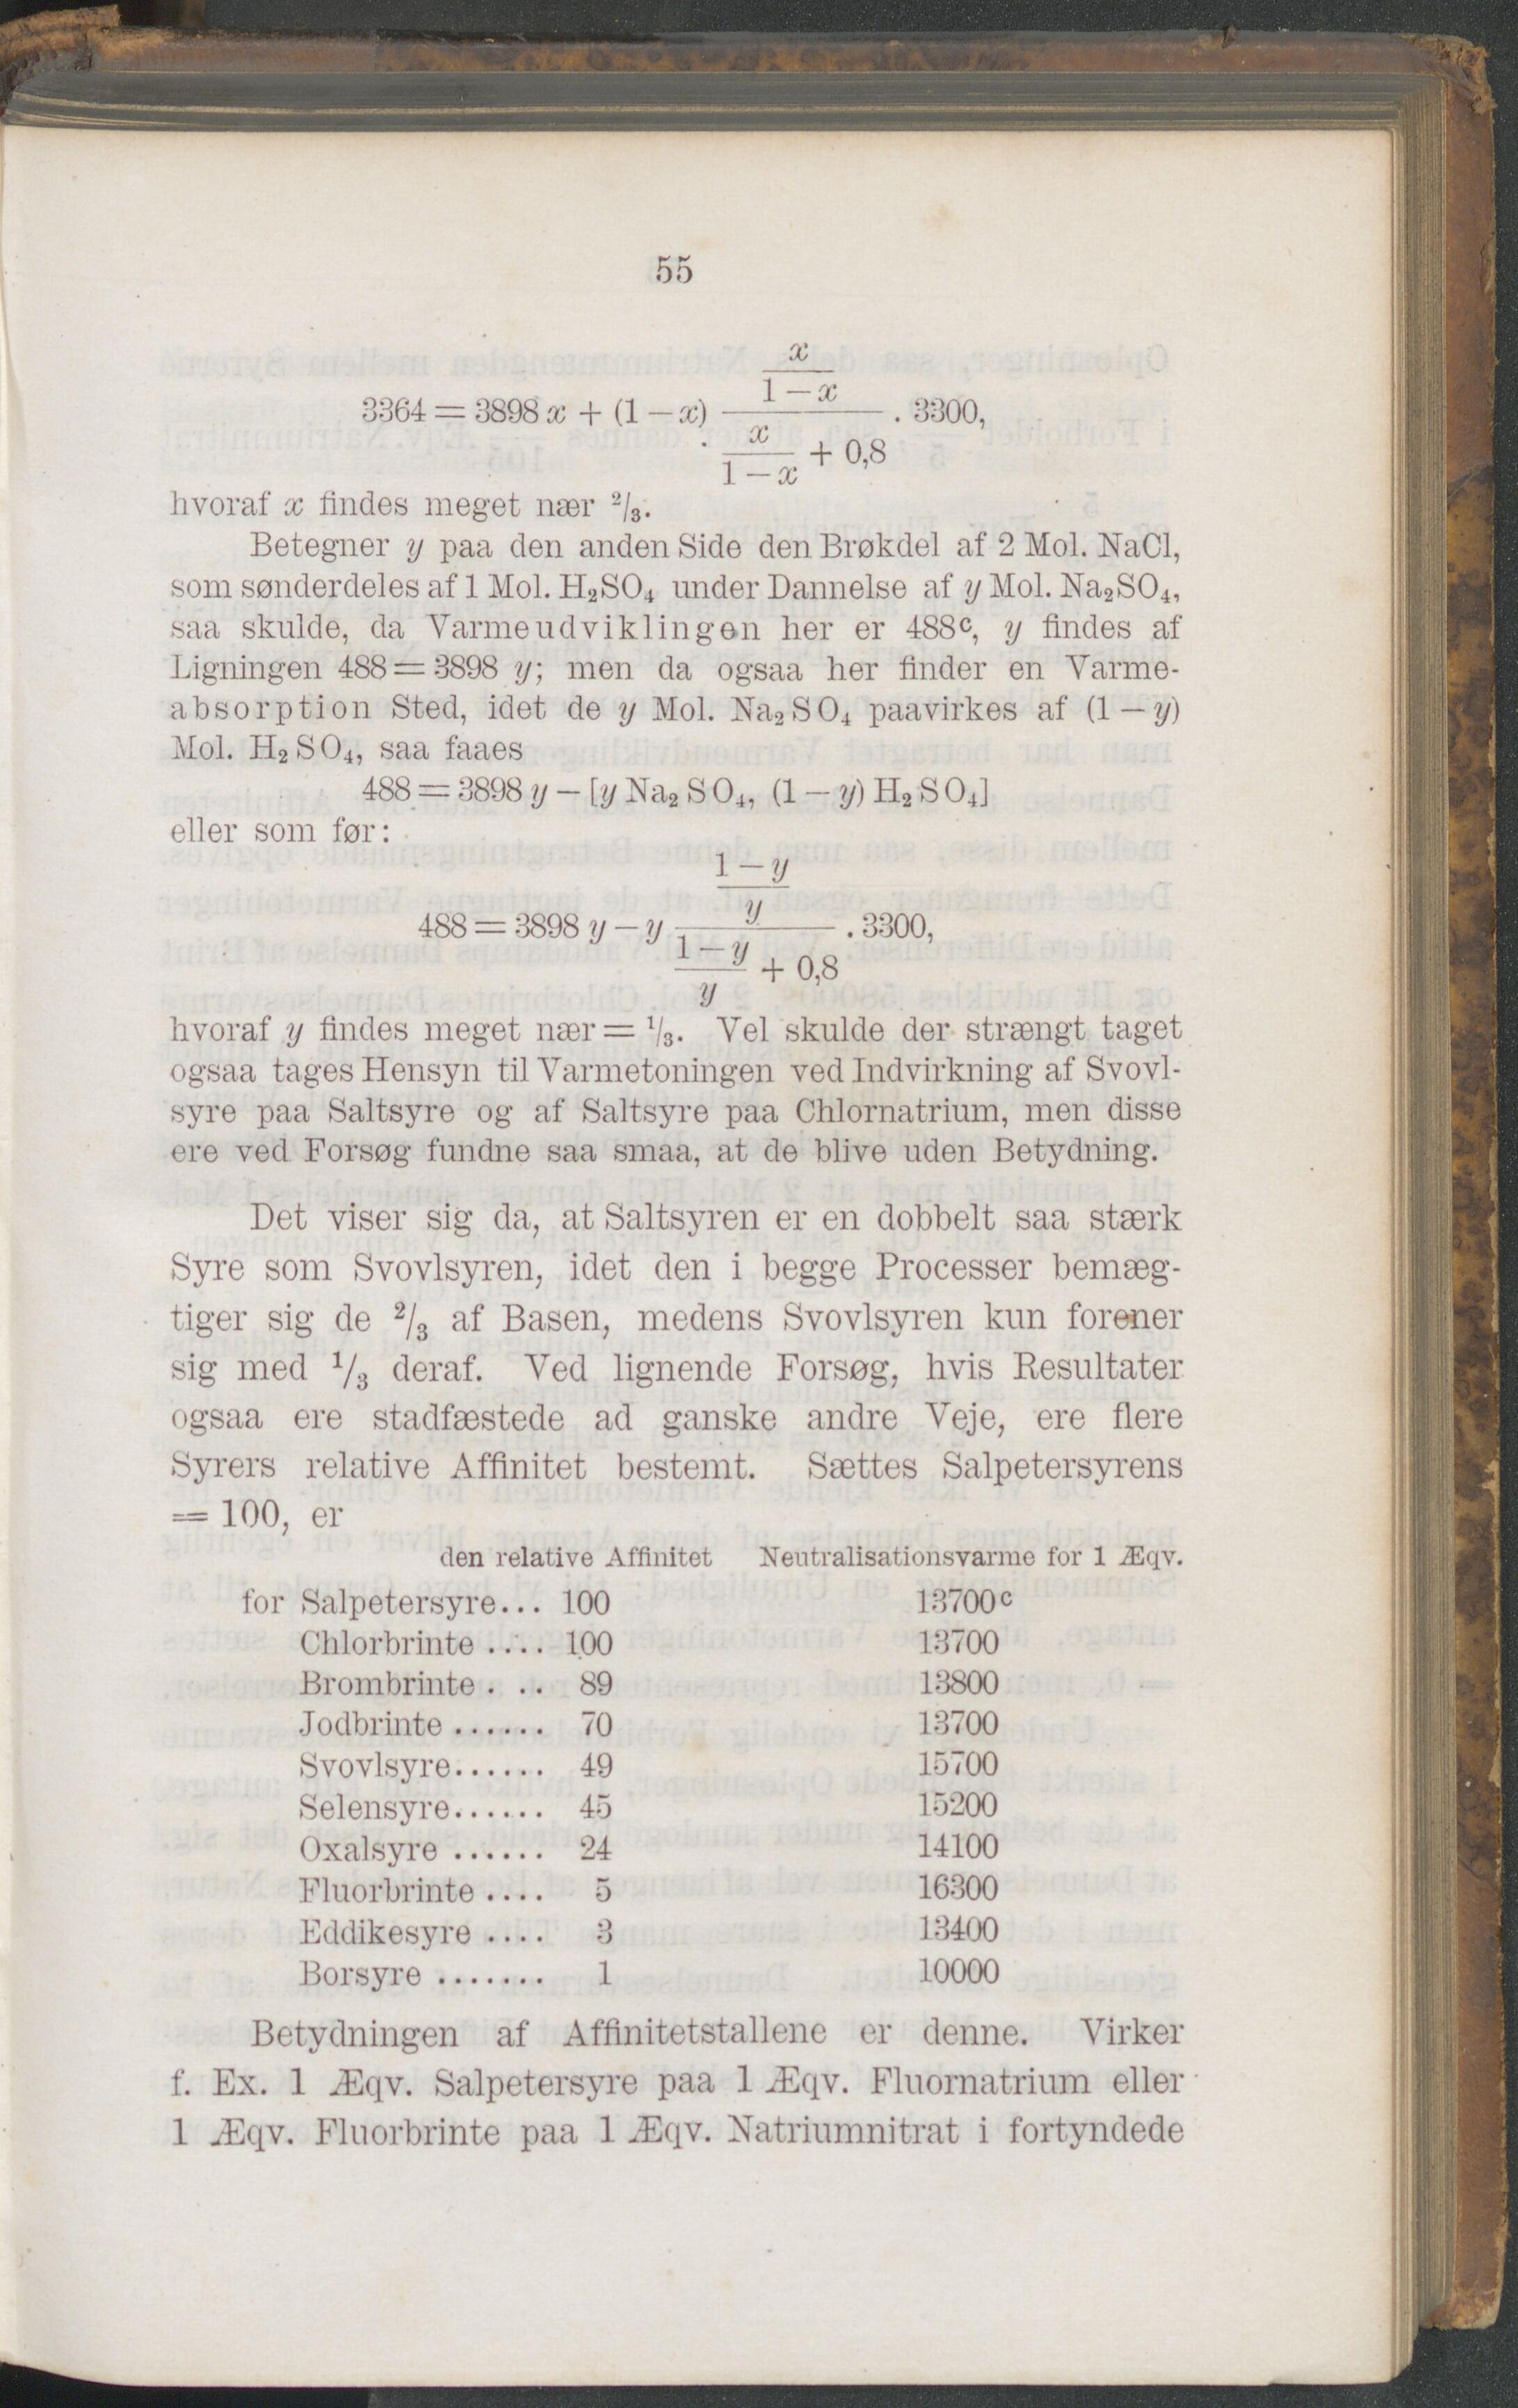 55
3364 = 3898 x + (1 — x) \frac{\frac{x}{1 — x}}{\frac{x}{1 — x} + 0,8} . 3300,
hvoraf x findes meget nær 2/3.
Betegner y paa den anden Side den Brøkdel af 2 Mol. NaCl,
som sønderdeles af 1 Mol. H₂SO₄ under Dannelse af y Mol. Na₂SO₄,
saa skulde, da Varmeudviklingen her er 488ᶜ, y findes af
Ligningen 488 = 3898 y; men da ogsaa her finder en Varme-
absorption Sted, idet de y Mol. Na₂SO₄ paavirkes af (1 — y)
Mol. H₂SO₄, saa faaes
488 = 3898 y — [y Na₂SO₄, (1 — y) H₂SO₄]
eller som før:
488 = 3898 y — y \frac{\frac{1 — y}{y}}{\frac{1 — y}{y} + 0,8} . 3300,
hvoraf y findes meget nær = 1/3. Vel skulde der strængt taget
ogsaa tages Hensyn til Varmetoningen ved Indvirkning af Svovl-
syre paa Saltsyre og af Saltsyre paa Chlornatrium, men disse
ere ved Forsøg fundne saa smaa, at de blive uden Betydning.
Det viser sig da, at Saltsyren er en dobbelt saa stærk
Syre som Svovlsyren, idet den i begge Processer bemæg-
tiger sig de 2/3 af Basen, medens Svovlsyren kun forener
sig med 1/3 deraf. Ved lignende Forsøg, hvis Resultater
ogsaa ere stadfæstede ad ganske andre Veje, ere flere
Syrers relative Affinitet bestemt. Sættes Salpetersyrens
= 100, er
den relative Affinitet Neutralisationsvarme for 1 Æqv.
for Salpetersyre... 100 13700ᶜ
Chlorbrinte .... 100 13700
Brombrinte . .. 89 13800
Jodbrinte ...... 70 13700
Svovlsyre...... 49 15700
Selensyre...... 45 15200
Oxalsyre ...... 24 14100
Fluorbrinte .... 5 16300
Eddikesyre .... 3 13400
Borsyre ....... 1 10000
Betydningen af Affinitetstallene er denne. Virker
f. Ex. 1 Æqv. Salpetersyre paa 1 Æqv. Fluornatrium eller
1 Æqv. Fluorbrinte paa 1 Æqv. Natriumnitrat i fortyndede